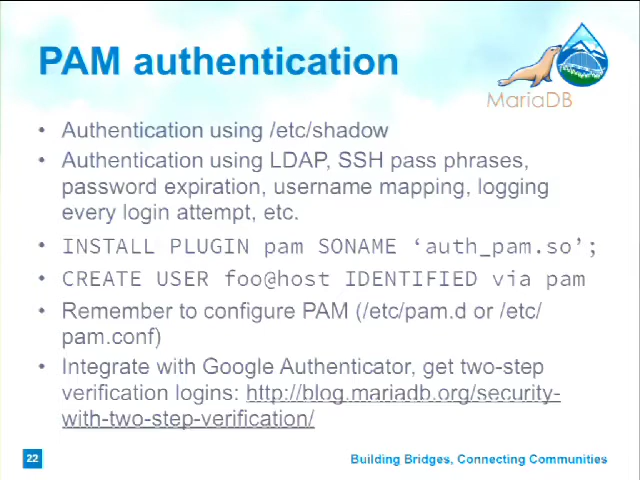 PAM authentication
MariaDB
• Authentication using /etc/shadow
• Authentication using LDAP, SSH pass phrases,
password expiration, username mapping, logging
every login attempt, etc.
• INSTALL PLUGIN pam SONAME ‘auth_pam.so’;
• CREATE USER foo@host IDENTIFIED via pam
• Remember to configure PAM (/etc/pam.d or /etc/
pam.conf)
• Integrate with Google Authenticator, get two-step
verification logins: http://blog.mariadb.org/security-
with-two-step-verification/
22
Building Bridges, Connecting Communities